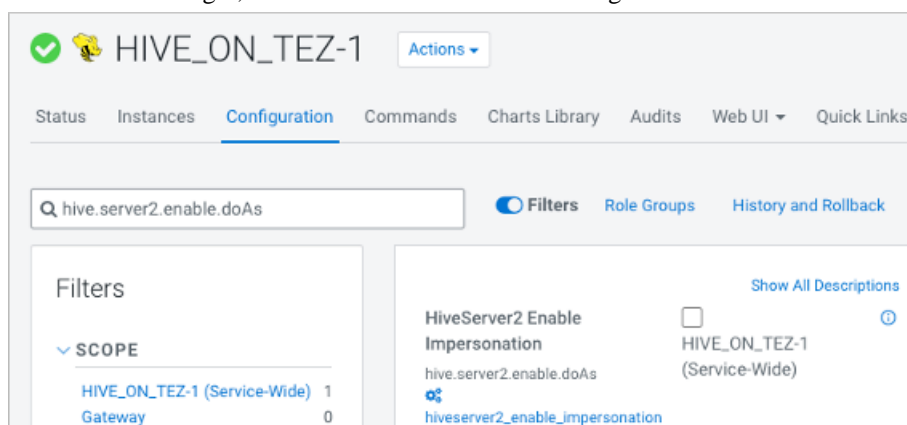 HIVE_ON_TEZ-1 Actions
Status Instances Configuration Commands Charts Library Audits Web UI Quick Links
hive.server2.enable.doAs Filters Role Groups History and Rollback
Filters
SCOPE
HIVE_ON_TEZ-1 (Service-Wide) 1
Gateway 0
Show All Descriptions
HiveServer2 Enable
Impersonation
hive.server2.enable.doAs
hiveserver2_enable_impersonation
HIVE_ON_TEZ-1
(Service-Wide)